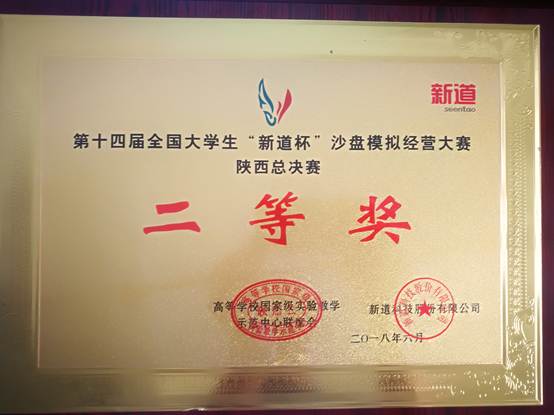 新道
seentao
第十四届全国大学生“新道杯”沙盘模拟经营大赛
陕西总决赛
二等奖
高等学校国家级实验教学
示范中心联席会
新道科技股份有限公司
二〇一八年六月